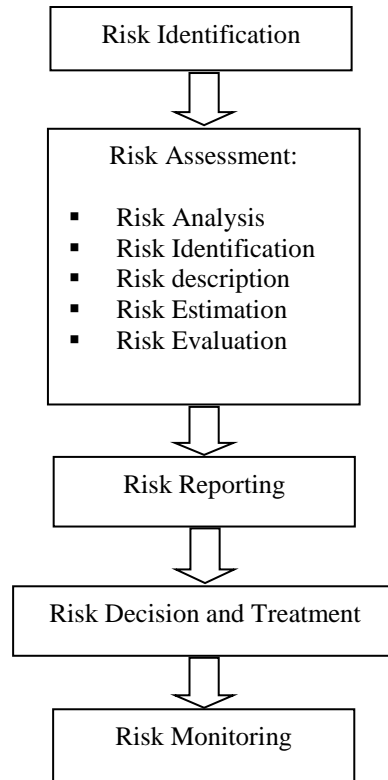 Risk Identification
Risk Assessment:
▪ Risk Analysis
▪ Risk Identification
▪ Risk description
▪ Risk Estimation
▪ Risk Evaluation
Risk Reporting
Risk Decision and Treatment
Risk Monitoring